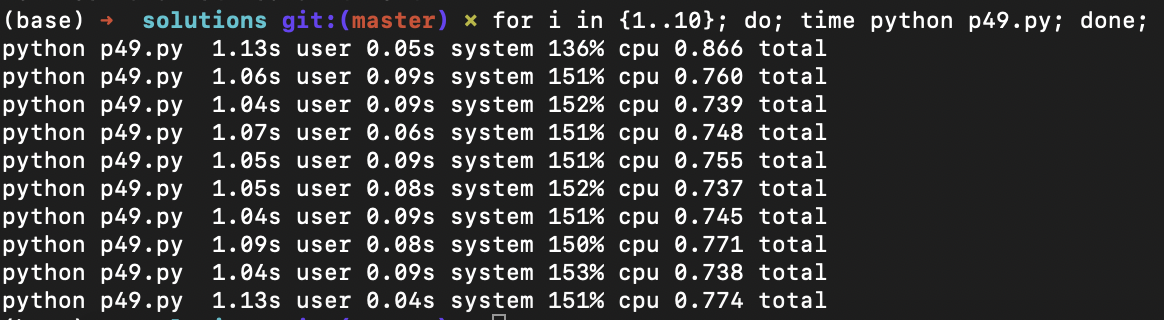 (base) ➜ solutions git:(master) ✗ for i in {1..10}; do; time python p49.py; done;
python p49.py 1.13s user 0.05s system 136% cpu 0.866 total
python p49.py 1.06s user 0.09s system 151% cpu 0.760 total
python p49.py 1.04s user 0.09s system 152% cpu 0.739 total
python p49.py 1.07s user 0.06s system 151% cpu 0.748 total
python p49.py 1.05s user 0.09s system 151% cpu 0.755 total
python p49.py 1.05s user 0.08s system 152% cpu 0.737 total
python p49.py 1.04s user 0.09s system 151% cpu 0.745 total
python p49.py 1.09s user 0.08s system 150% cpu 0.771 total
python p49.py 1.04s user 0.09s system 153% cpu 0.738 total
python p49.py 1.13s user 0.04s system 151% cpu 0.774 total